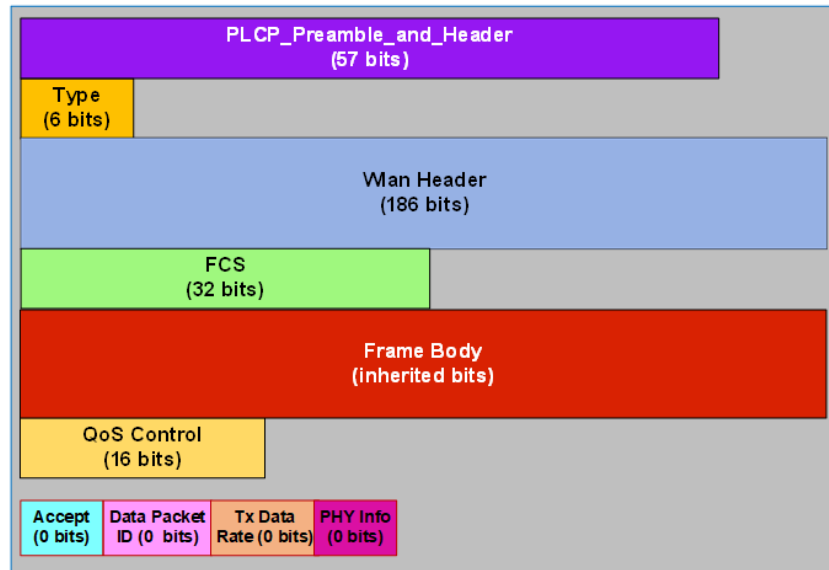 PLCP_Preamble_and_Header
(57 bits)
Type
(6 bits)
Wlan Header
(186 bits)
FCS
(32 bits)
Frame Body
(inherited bits)
QoS Control
(16 bits)
Accept
(0 bits)
Data Packet
ID (0 bits)
Tx Data
Rate (0 bits)
PHY Info
(0 bits)